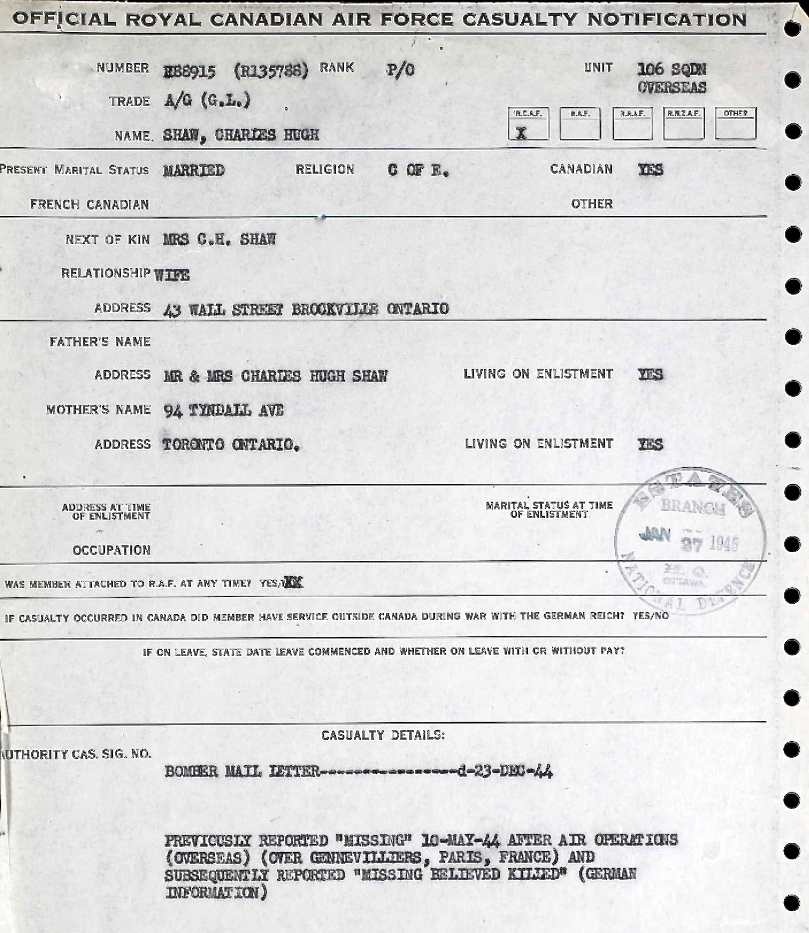 OFFICIAL ROYAL CANADIAN AIR FORCE CASUALTY NOTIFICATION
NUMBER 88915 (R135788) RANK P/O UNIT 106 SQDN
OVERSEAS
TRADE A/G (G.L.)
R.C.A.F. R.A.F. R.A.A.F. R.N.Z.A.F. OTHER
NAME. SHAW, CHARLES HUGH X
PRESENT MARITAL STATUS MARRIED RELIGION C OF E. CANADIAN YES
FRENCH CANADIAN OTHER
NEXT OF KIN MRS C.H. SHAW
RELATIONSHIP WIFE
ADDRESS 43 WALL STREET BROCKVILLE ONTARIO
FATHER'S NAME
ADDRESS MR & MRS CHARLES HUGH SHAW LIVING ON ENLISTMENT YES
MOTHER'S NAME 94 TYNDALL AVE
ADDRESS TORONTO ONTARIO. LIVING ON ENLISTMENT YES
ADDRESS AT TIME
OF ENLISTMENT
MARITAL STATUS AT TIME
OF ENLISTMENT
ESTATES
BRANCH
JAN 27 1945
OTTAWA.
NATIONAL DEFENCE
OCCUPATION
WAS MEMBER ATTACHED TO R.A.F. AT ANY TIME? YES/XX
IF CASUALTY OCCURRED IN CANADA DID MEMBER HAVE SERVICE OUTSIDE CANADA DURING WAR WITH THE GERMAN REICH? YES/NO
IF ON LEAVE, STATE DATE LEAVE COMMENCED AND WHETHER ON LEAVE WITH OR WITHOUT PAY?
CASUALTY DETAILS:
AUTHORITY CAS. SIG. NO.
BOMBER MAIL LETTER-----------------d-23-DEC-44
PREVIOUSLY REPORTED "MISSING" 10-MAY-44 AFTER AIR OPERATIONS
(OVERSEAS) (OVER GENNEVILLIERS, PARIS, FRANCE) AND
SUBSEQUENTLY REPORTED "MISSING BELIEVED KILLED" (GERMAN
INFORMATION)